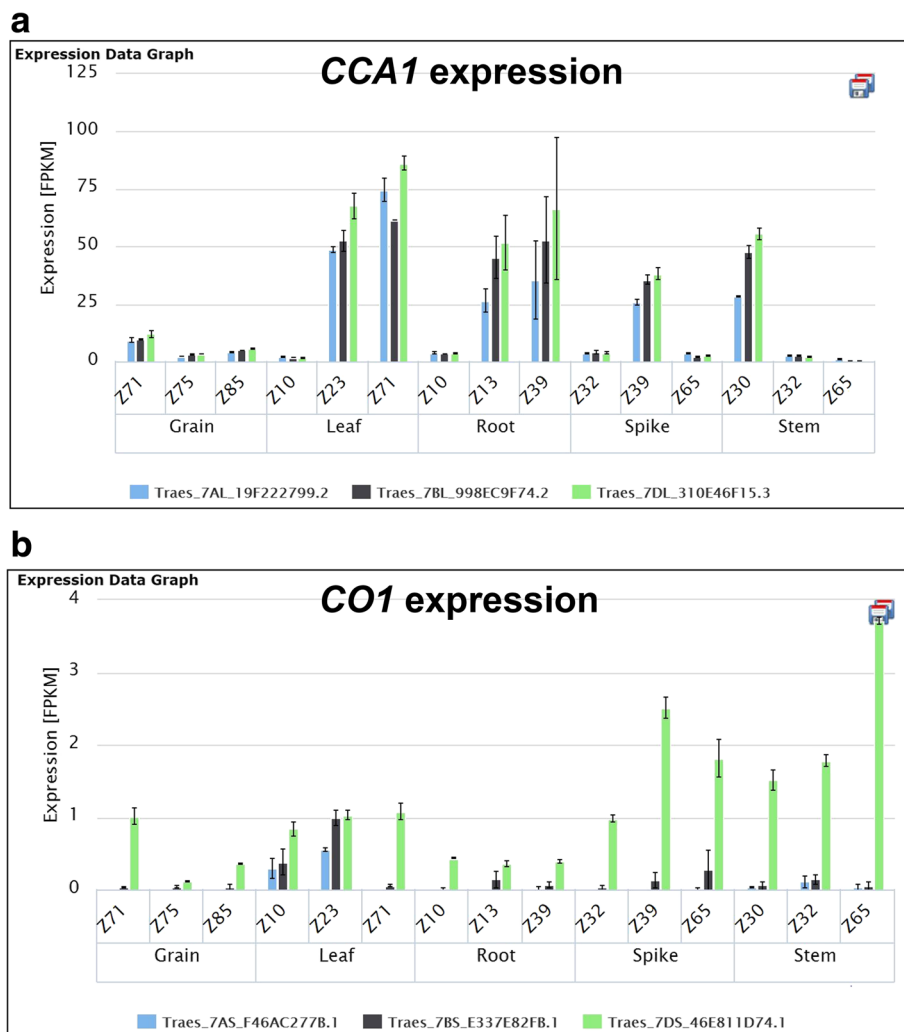 a
Expression Data Graph
CCA1 expression
125
100
75
50
25
0
Expression [FPKM]
Z71 Z75 Z85 Z10 Z23 Z71 Z10 Z13 Z39 Z32 Z39 Z65 Z30 Z32 Z65
Grain Leaf Root Spike Stem
Traes_7AL_19F222799.2 Traes_7BL_998EC9F74.2 Traes_7DL_310E46F15.3
b
Expression Data Graph
CO1 expression
4
3
2
1
0
Expression [FPKM]
Z71 Z75 Z85 Z10 Z23 Z71 Z10 Z13 Z39 Z32 Z39 Z65 Z30 Z32 Z65
Grain Leaf Root Spike Stem
Traes_7AS_F46AC277B.1 Traes_7BS_E337E82FB.1 Traes_7DS_46E811D74.1